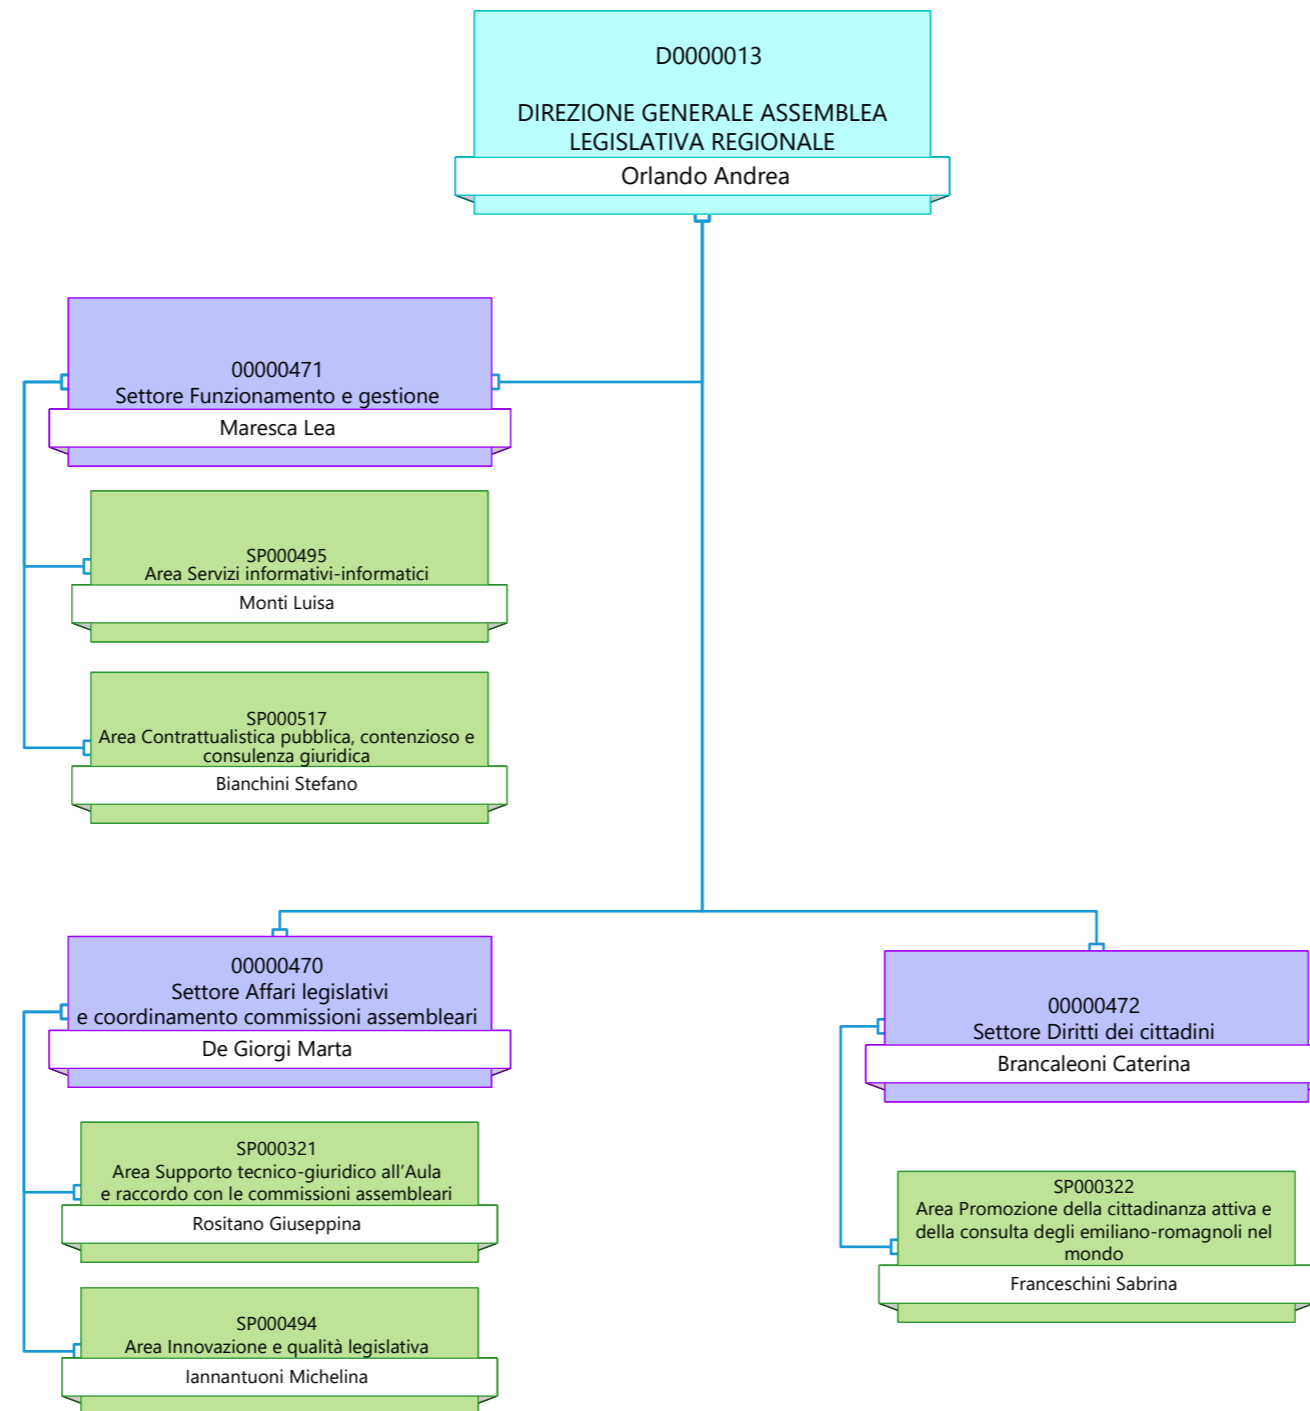 D0000013
DIREZIONE GENERALE ASSEMBLEA
LEGISLATIVA REGIONALE
Orlando Andrea
00000471
Settore Funzionamento e gestione
Maresca Lea
SP000495
Area Servizi informativi-informatici
Monti Luisa
SP000517
Area Contrattualistica pubblica, contenzioso e
consulenza giuridica
Bianchini Stefano
00000470
Settore Affari legislativi
e coordinamento commissioni assembleari
De Giorgi Marta
SP000321
Area Supporto tecnico-giuridico all’Aula
e raccordo con le commissioni assembleari
Rositano Giuseppina
SP000494
Area Innovazione e qualità legislativa
Iannantuoni Michelina
00000472
Settore Diritti dei cittadini
Brancaleoni Caterina
SP000322
Area Promozione della cittadinanza attiva e
della consulta degli emiliano-romagnoli nel
mondo
Franceschini Sabrina